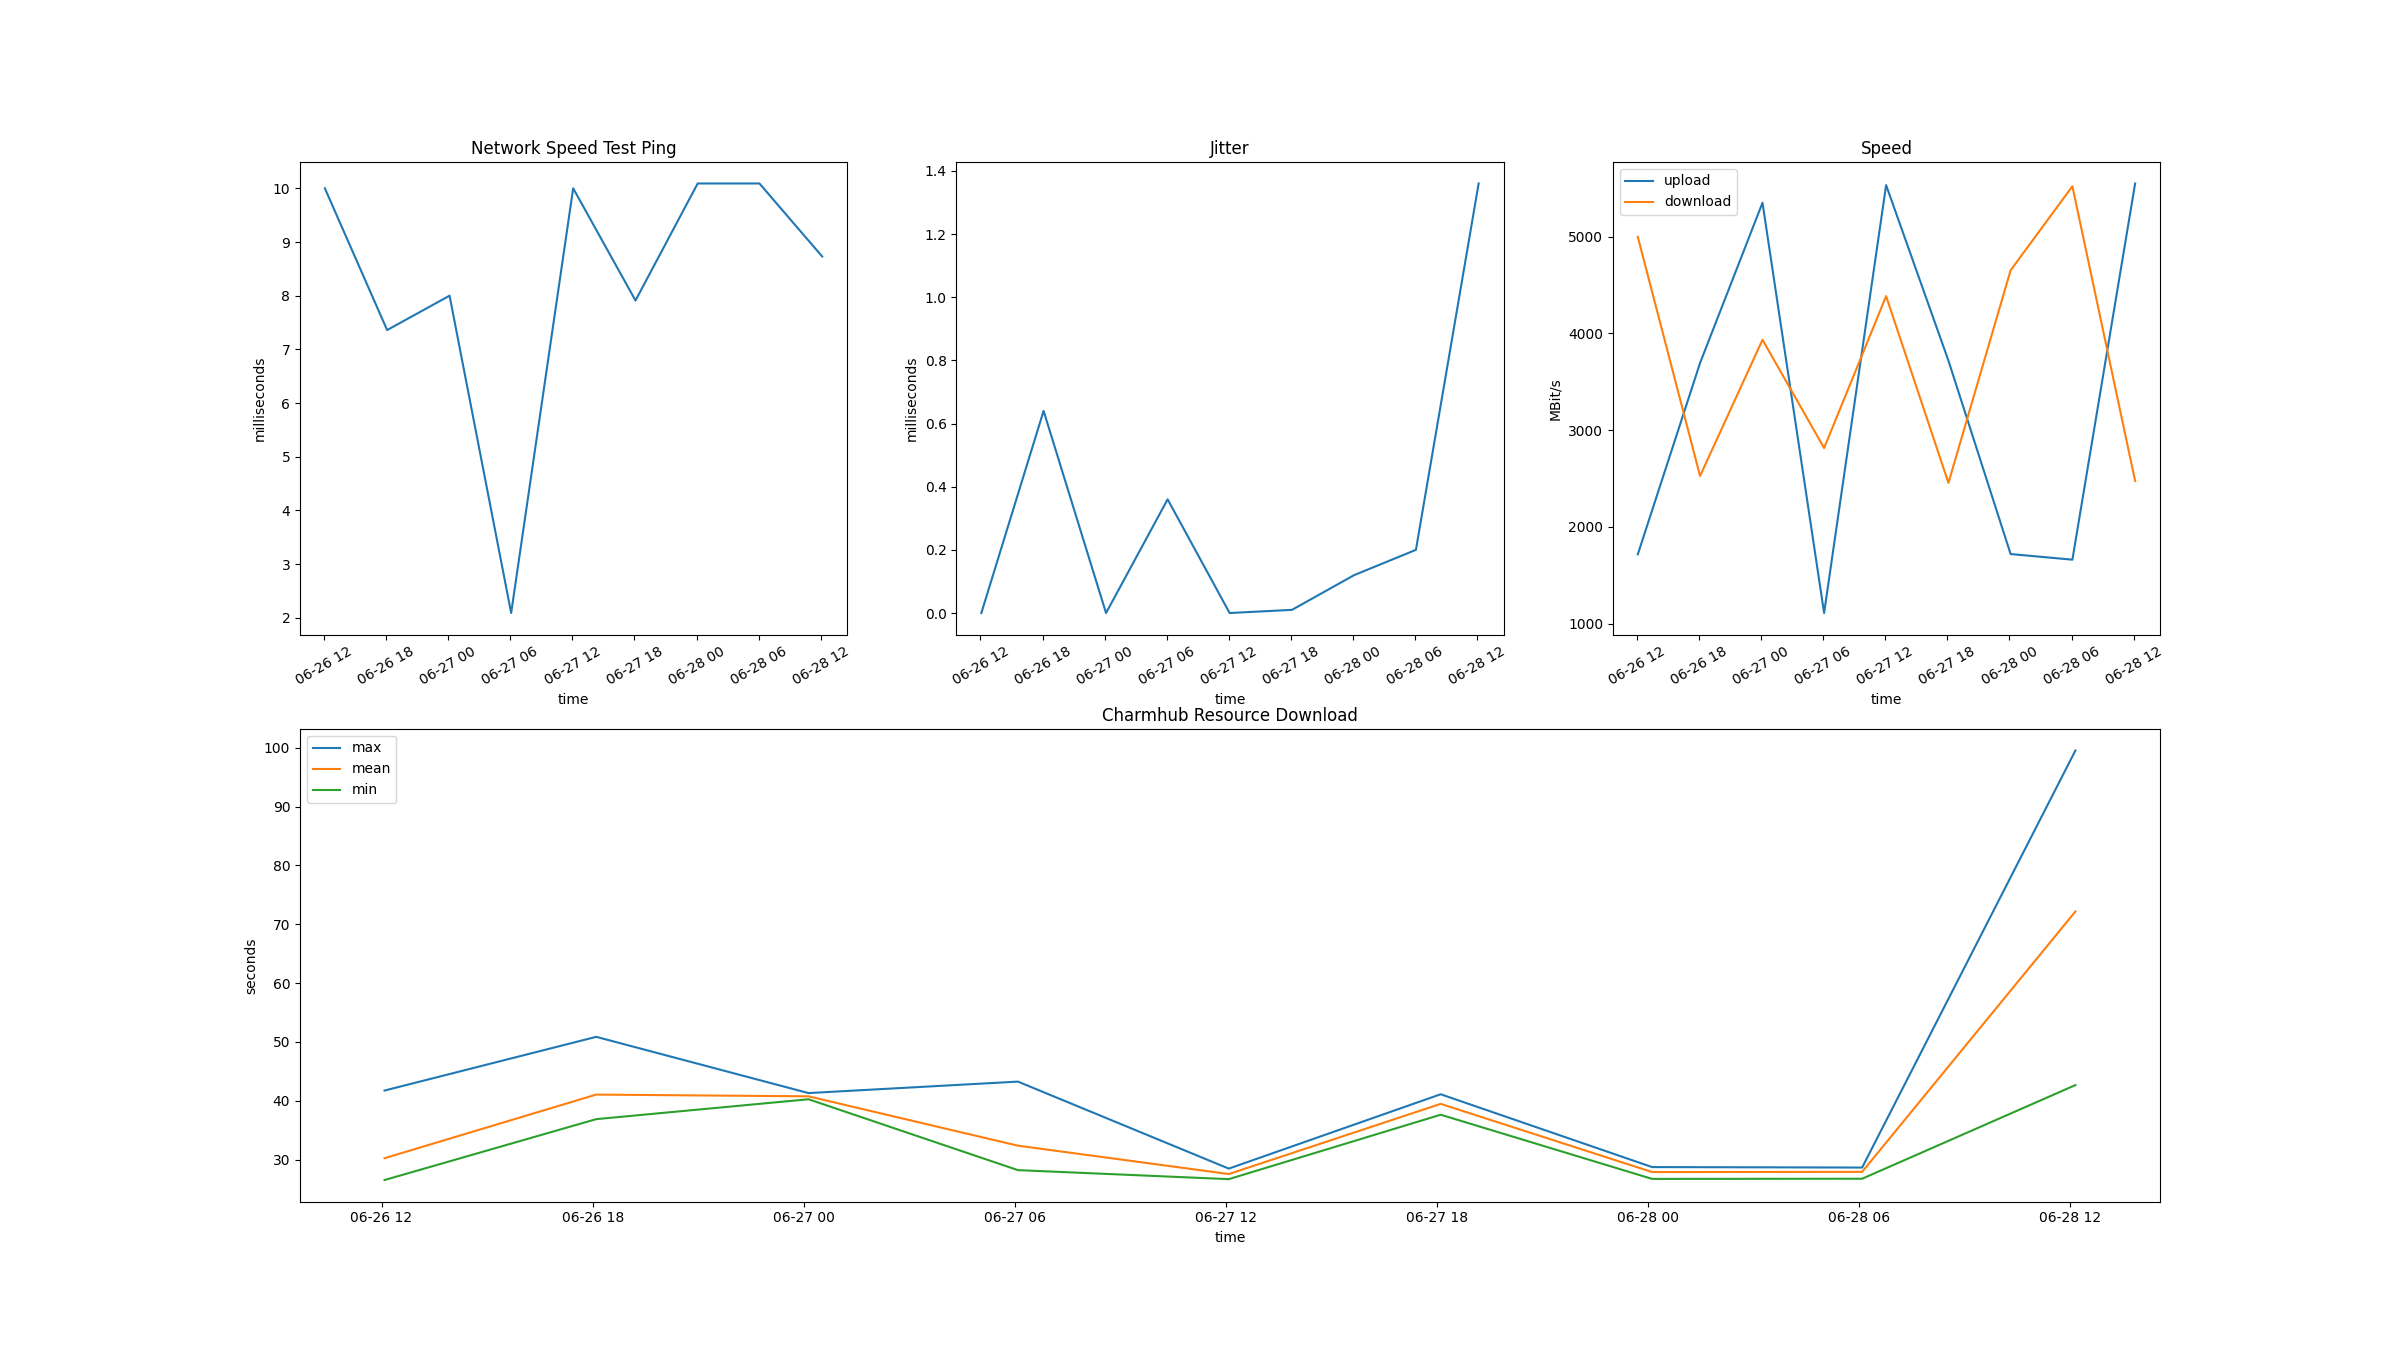 Network Speed Test Ping
10
9
8
7
6
5
4
3
2
milliseconds
06-26 12 06-26 18 06-27 00 06-27 06 06-27 12 06-27 18 06-28 00 06-28 06 06-28 12
time
Jitter
1.4
1.2
1.0
0.8
0.6
0.4
0.2
0.0
milliseconds
06-26 12 06-26 18 06-27 00 06-27 06 06-27 12 06-27 18 06-28 00 06-28 06 06-28 12
time
Speed
upload
download
5000
4000
3000
2000
1000
MBit/s
06-26 12 06-26 18 06-27 00 06-27 06 06-27 12 06-27 18 06-28 00 06-28 06 06-28 12
time
Charmhub Resource Download
max
mean
min
100
90
80
70
60
50
40
30
seconds
06-26 12 06-26 18 06-27 00 06-27 06 06-27 12 06-27 18 06-28 00 06-28 06 06-28 12
time